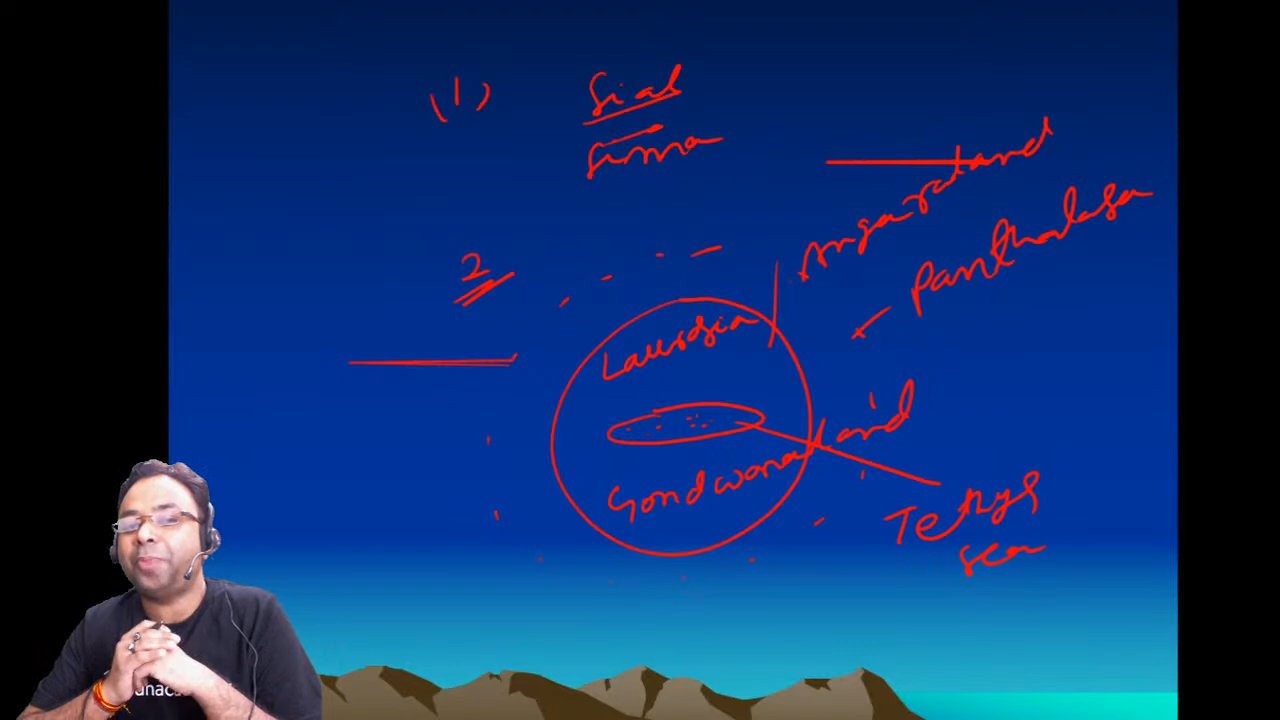 (1)
Sial
Sima
Angaraland
Panthalasa
2
Laurasia
Gondwanaland
Tethys
sea